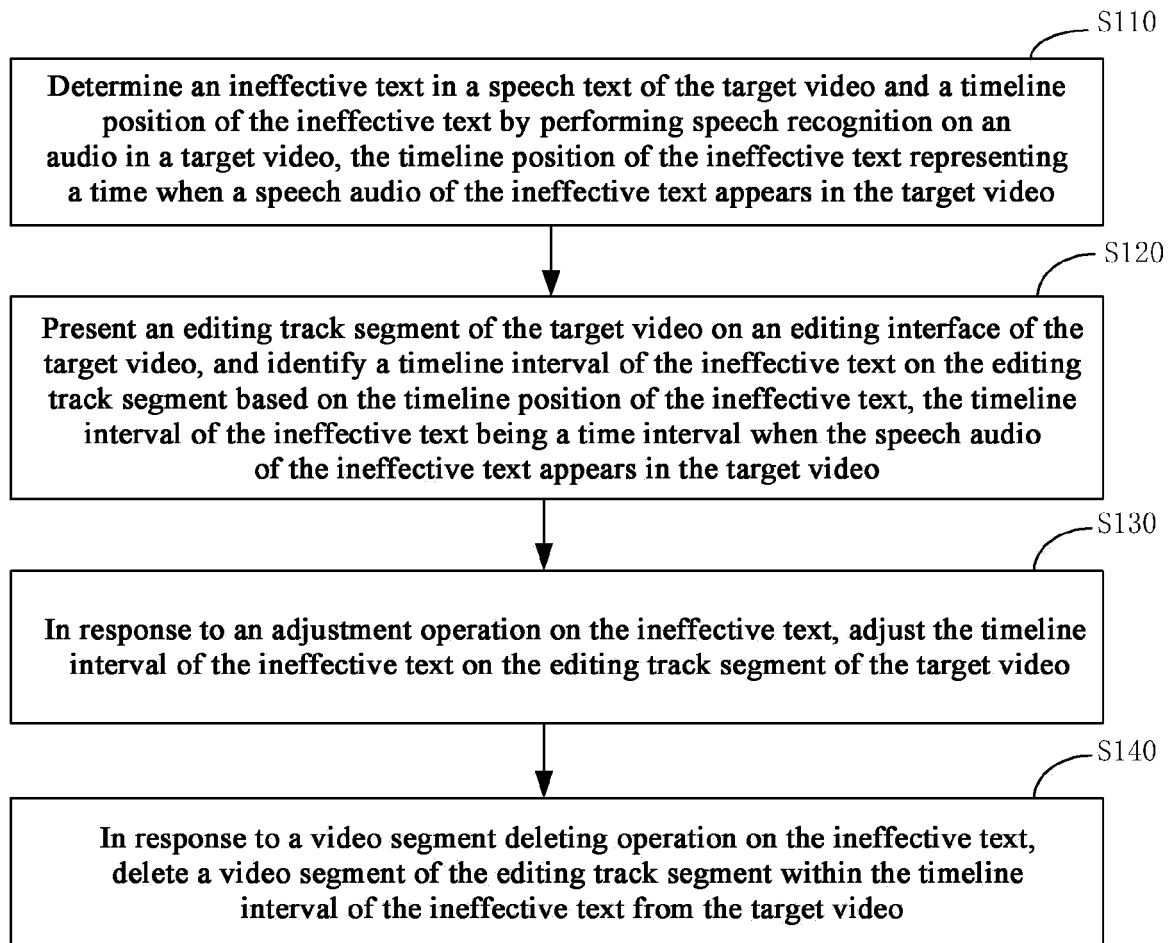 S110
Determine an ineffective text in a speech text of the target video and a timeline
position of the ineffective text by performing speech recognition on an
audio in a target video, the timeline position of the ineffective text representing
a time when a speech audio of the ineffective text appears in the target video
S120
Present an editing track segment of the target video on an editing interface of the
target video, and identify a timeline interval of the ineffective text on the editing
track segment based on the timeline position of the ineffective text, the timeline
interval of the ineffective text being a time interval when the speech audio
of the ineffective text appears in the target video
S130
In response to an adjustment operation on the ineffective text, adjust the timeline
interval of the ineffective text on the editing track segment of the target video
S140
In response to a video segment deleting operation on the ineffective text,
delete a video segment of the editing track segment within the timeline
interval of the ineffective text from the target video